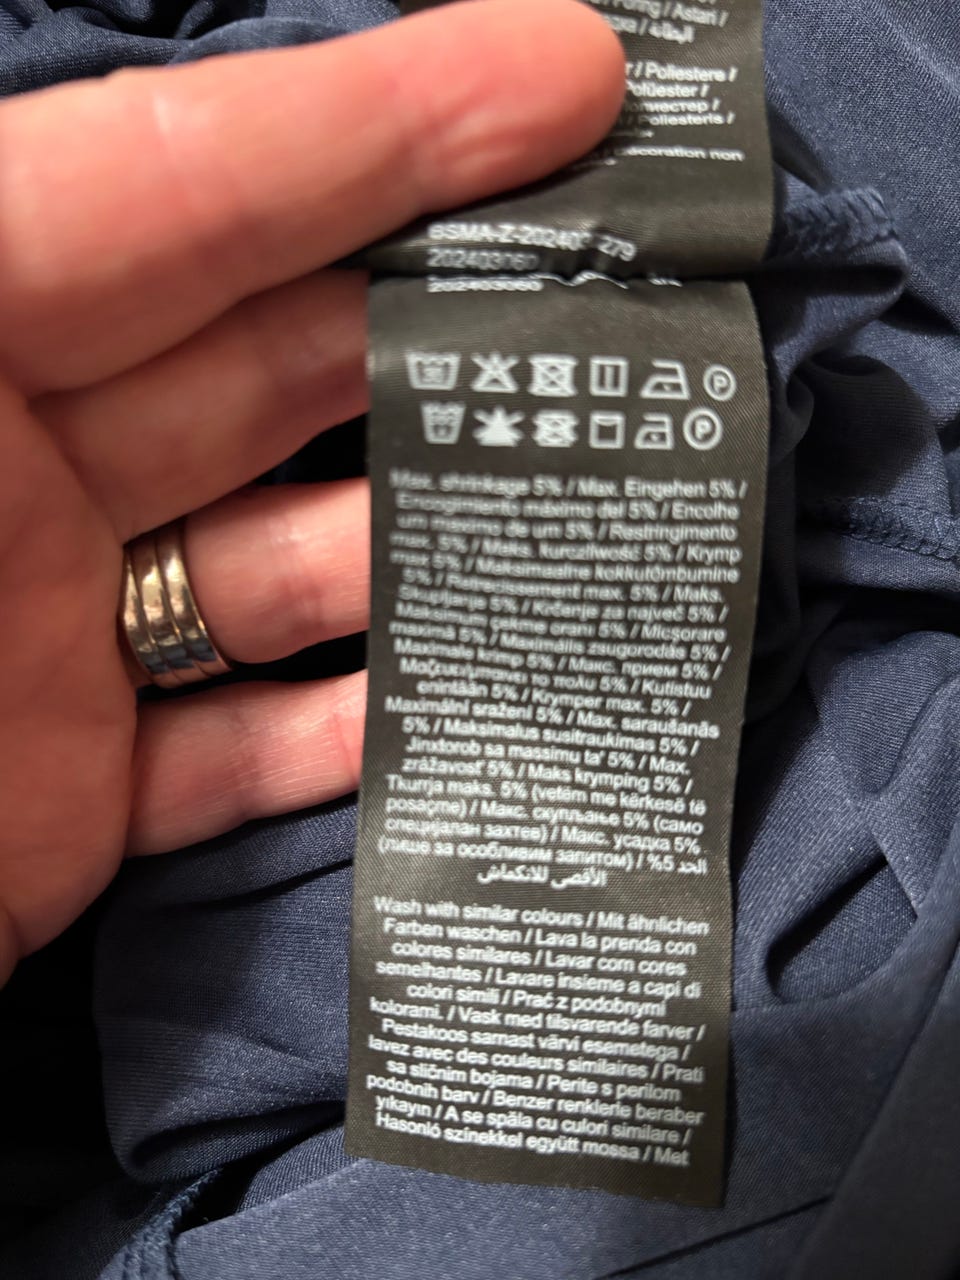 / Astari /
/ Poliestere /
/ Poliesteris /
decoration non
202403060
P
P
Max. shrinkage 5% / Max. Eingehen 5% /
Encogimiento máximo del 5% / Encolhe
um maximo de um 5% / Restringimento
max. 5% / Maks. kurczliwość 5% / Krymp
max 5% / Maksimaalne kokkutõmbumine
5% / Retrecissement max. 5% / Maks.
Skupljanje 5% / Krčenje za največ 5% /
Maksimum çekme oranı 5% / Micşorare
maximă 5% / Maximális zsugorodás 5% /
Maximale krimp 5% / Макс. прием 5% /
το πολύ 5% / Kutistuu
enintään 5% / Krymper max. 5% /
Maximální sražení 5% / Max. saraušanās
5% / Maksimalus susitraukimas 5% /
Jinxtorob sa massimu ta' 5% / Max.
zrážavosť 5% / Maks krymping 5% /
Tkurrja maks. 5% (vetëm me kërkesë të
posaçme) / Макс. скупљање 5% (само
специјалан захтев) / Макс. усадка 5%
(лише за особливим запитом) / الحد 5%
الأقصى للانكماش
Wash with similar colours / Mit ähnlichen
Farben waschen / Lava la prenda con
colores similares / Lavar com cores
semelhantes / Lavare insieme a capi di
colori simili / Prać z podobnymi
kolorami. / Vask med tilsvarende farver /
Pestakoos sarnast värvi esemetega /
lavez avec des couleurs similaires / Prati
sa sličnim bojama / Perite s perilom
podobnih barv / Benzer renklerle beraber
yıkayın / A se spăla cu culori similare /
Hasonló színekkel együtt mossa / Met